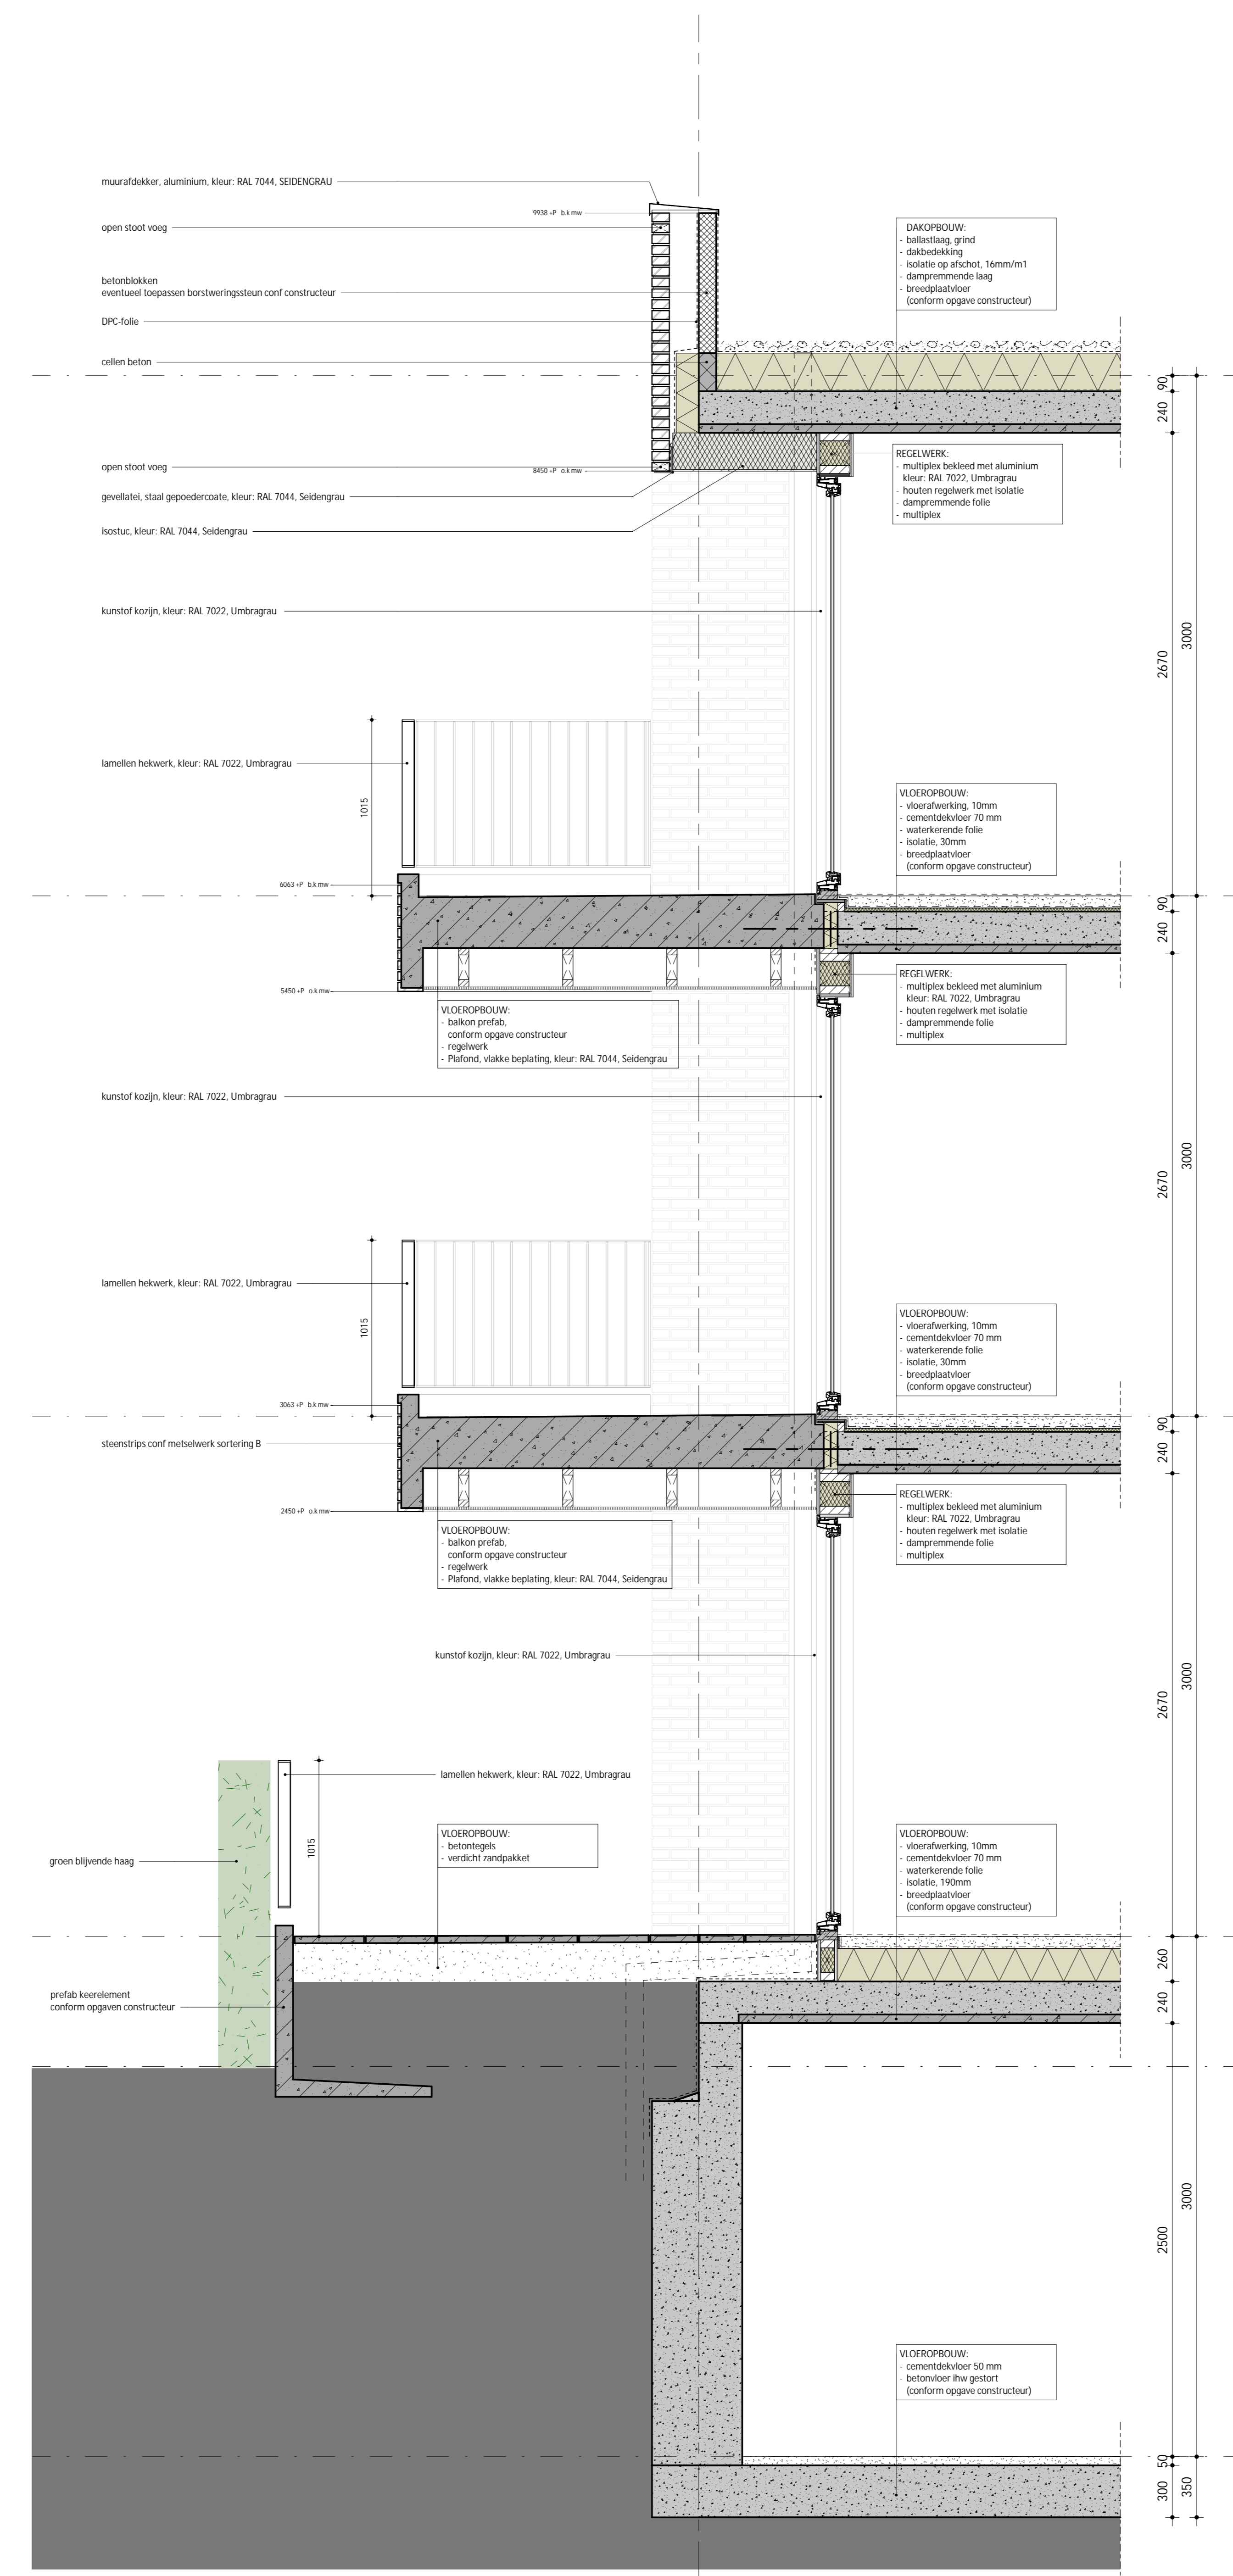 muurafdekker, aluminium, kleur: RAL 7044, SEIDENGRAU
9938 +P b.k mw
open stoot voeg
DAKOPBOUW:
- ballastlaag, grind
- dakbedekking
- isolatie op afschot, 16mm/m1
- dampremmende laag
- breedplaatvloer
(conform opgave constructeur)
betonblokken
eventueel toepassen borstweringssteun conf constructeur
DPC-folie
cellen beton
90
240
open stoot voeg
8450 +P o.k mw
REGELWERK:
- multiplex bekleed met aluminium
kleur: RAL 7022, Umbragrau
- houten regelwerk met isolatie
- dampremmende folie
- multiplex
gevellatei, staal gepoedercoate, kleur: RAL 7044, Seidengrau
isostuc, kleur: RAL 7044, Seidengrau
kunstof kozijn, kleur: RAL 7022, Umbragrau
2670
3000
lamellen hekwerk, kleur: RAL 7022, Umbragrau
1015
VLOEROPBOUW:
- vloerafwerking, 10mm
- cementdekvloer 70 mm
- waterkerende folie
- isolatie, 30mm
- breedplaatvloer
(conform opgave constructeur)
6063 +P b.k mw
90
240
5450 +P o.k mw
REGELWERK:
- multiplex bekleed met aluminium
kleur: RAL 7022, Umbragrau
- houten regelwerk met isolatie
- dampremmende folie
- multiplex
VLOEROPBOUW:
- balkon prefab,
conform opgave constructeur
- regelwerk
- Plafond, vlakke beplating, kleur: RAL 7044, Seidengrau
kunstof kozijn, kleur: RAL 7022, Umbragrau
2670
3000
lamellen hekwerk, kleur: RAL 7022, Umbragrau
1015
VLOEROPBOUW:
- vloerafwerking, 10mm
- cementdekvloer 70 mm
- waterkerende folie
- isolatie, 30mm
- breedplaatvloer
(conform opgave constructeur)
3063 +P b.k mw
steenstrips conf metselwerk sortering B
90
240
2450 +P o.k mw
REGELWERK:
- multiplex bekleed met aluminium
kleur: RAL 7022, Umbragrau
- houten regelwerk met isolatie
- dampremmende folie
- multiplex
VLOEROPBOUW:
- balkon prefab,
conform opgave constructeur
- regelwerk
- Plafond, vlakke beplating, kleur: RAL 7044, Seidengrau
kunstof kozijn, kleur: RAL 7022, Umbragrau
2670
3000
lamellen hekwerk, kleur: RAL 7022, Umbragrau
1015
groen blijvende haag
VLOEROPBOUW:
- betontegels
- verdicht zandpakket
VLOEROPBOUW:
- vloerafwerking, 10mm
- cementdekvloer 70 mm
- waterkerende folie
- isolatie, 190mm
- breedplaatvloer
(conform opgave constructeur)
260
240
prefab keerelement
conform opgaven constructeur
2500
3000
VLOEROPBOUW:
- cementdekvloer 50 mm
- betonvloer ihw gestort
(conform opgave constructeur)
50
300
350